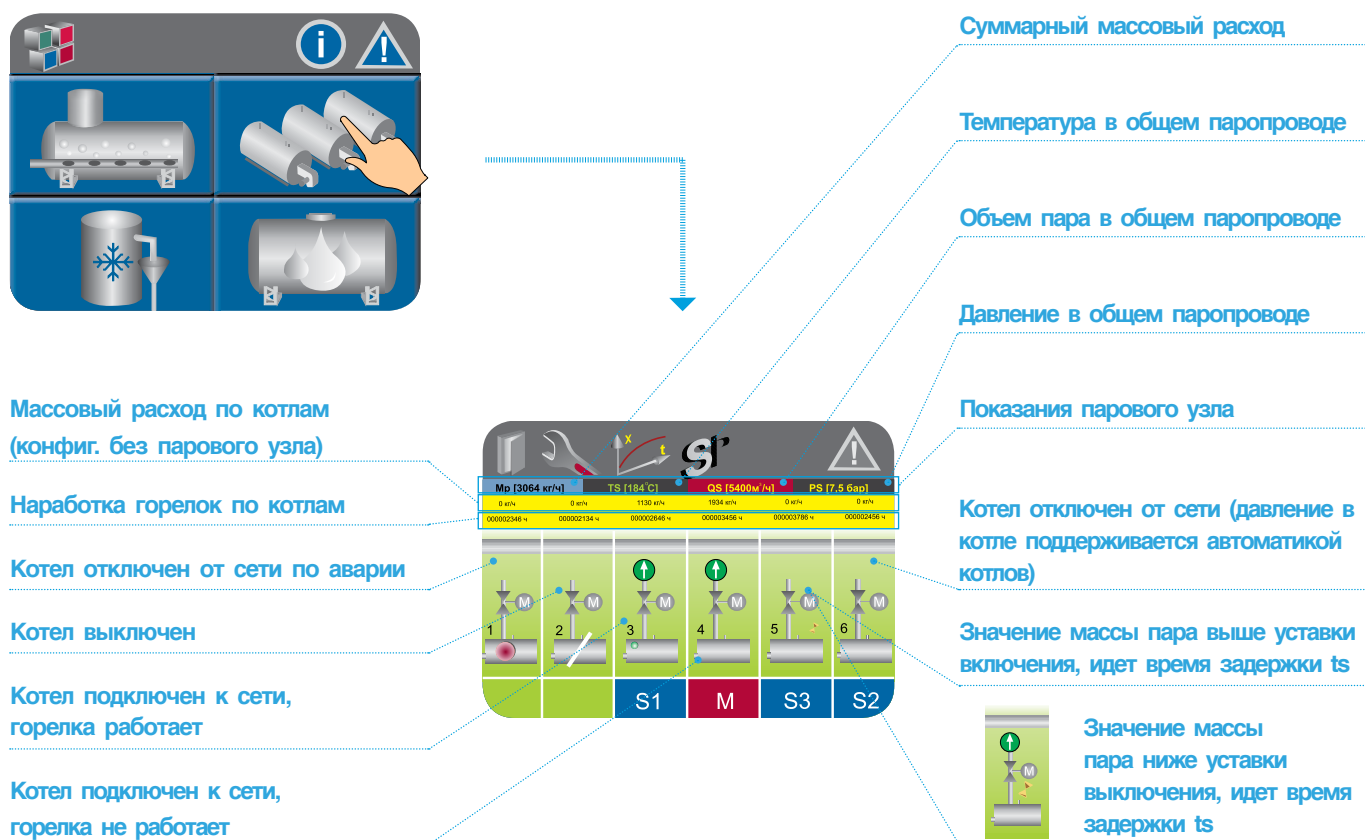 i
!
Суммарный массовый расход
Температура в общем паропроводе
Объем пара в общем паропроводе
Давление в общем паропроводе
Показания парового узла
Котел отключен от сети (давление в
котле поддерживается автоматикой
котлов)
Значение массы пара выше уставки
включения, идет время задержки ts
Значение массы
пара ниже уставки
выключения, идет время
задержки ts
Массовый расход по котлам
(конфиг. без парового узла)
Наработка горелок по котлам
Котел отключен от сети по аварии
Котел выключен
Котел подключен к сети,
горелка работает
Котел подключен к сети,
горелка не работает
x
t
!
Mp [3064 кг/ч] TS [184°C] QS [5400м³/ч] PS [7,5 бар]
0 кг/ч 0 кг/ч 1130 кг/ч 1934 кг/ч 0 кг/ч 0 кг/ч
000002346 ч 000002134 ч 000002646 ч 000003456 ч 000003786 ч 000002456 ч
M M M M M M
1 2 3 4 5 6
S1 M S3 S2
M